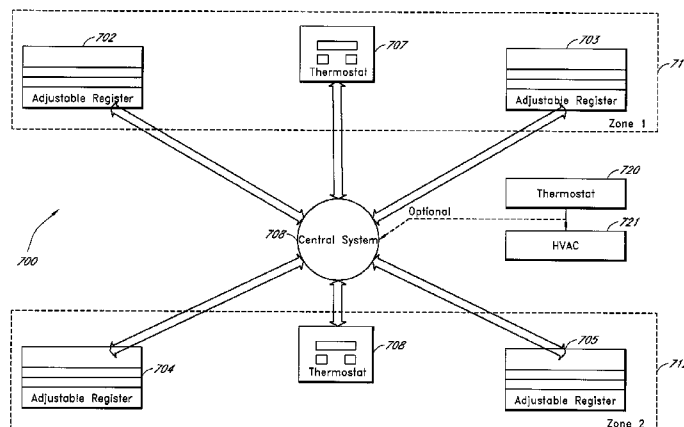 702
707
703
Thermostat
71
Adjustable Register
Adjustable Register
Zone 1
720
Thermostat
Optional
708
Central System
721
HVAC
700
705
704
708
Thermostat
71
Adjustable Register
Adjustable Register
Zone 2